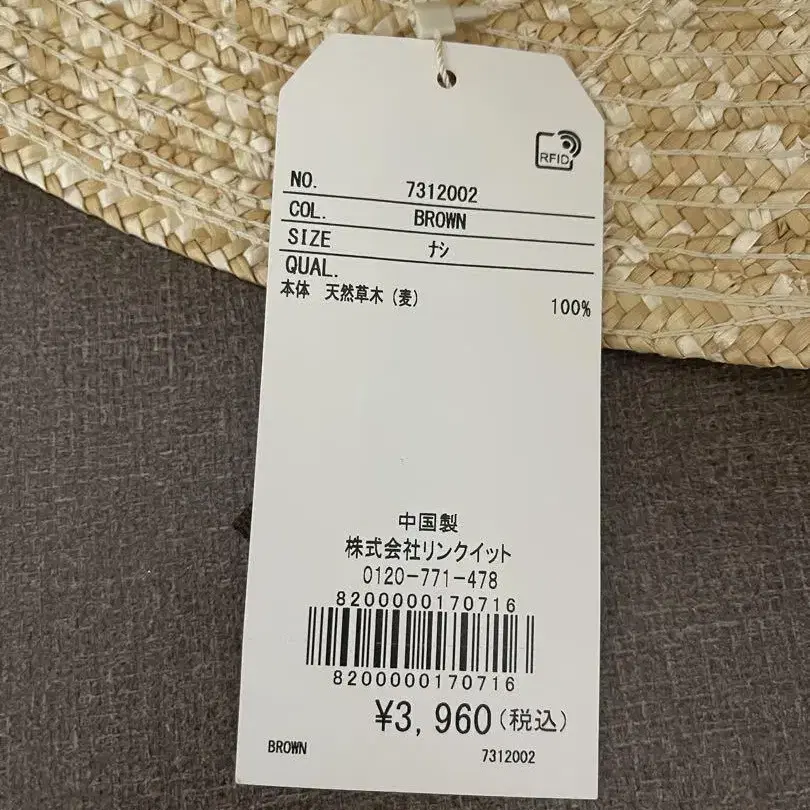 RFID
NO. 7312002
COL. BROWN
SIZE ナシ
QUAL.
本体 天然草木(麦) 100%
中国製
株式会社リンクイット
0120-771-478
8200000170716
8200000170716
¥3,960(税込)
BROWN 7312002